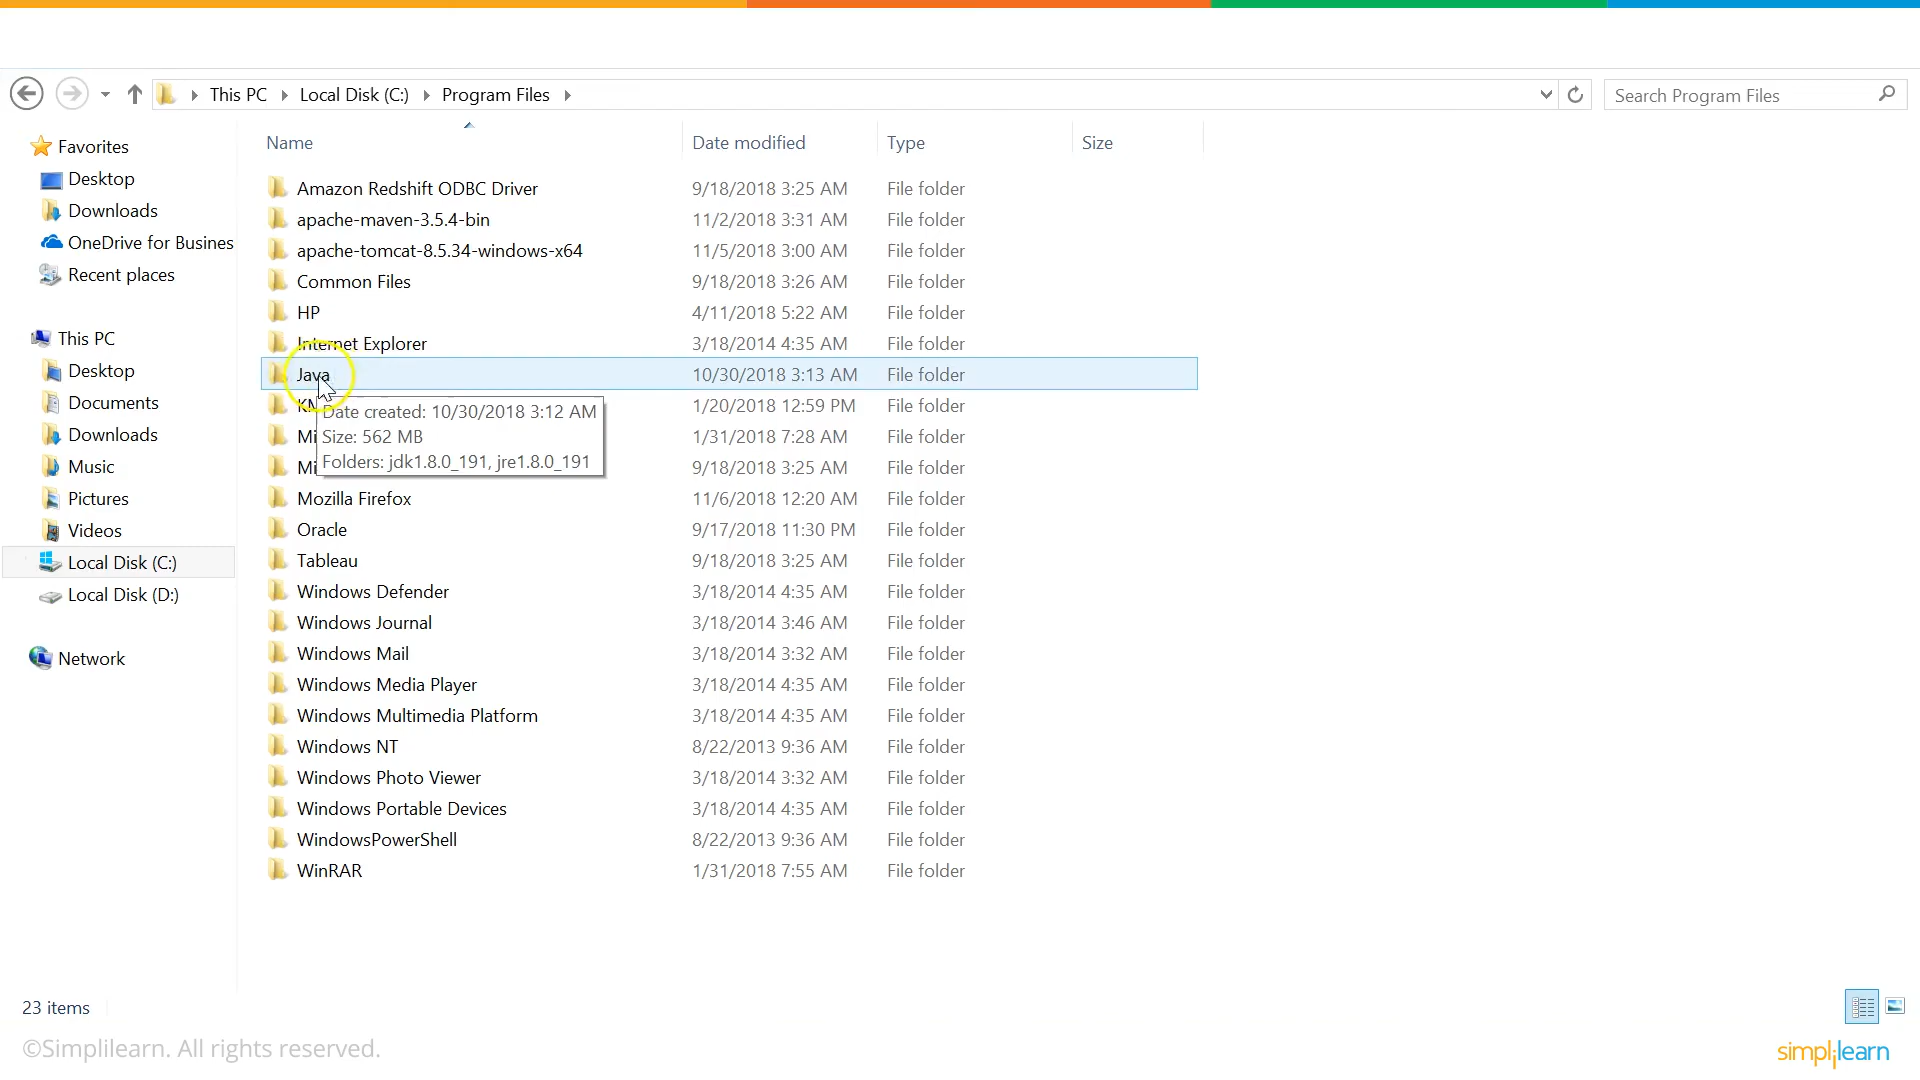 This PC Local Disk (C:) Program Files
Search Program Files
Favorites
Desktop
Downloads
OneDrive for Busines
Recent places
This PC
Desktop
Documents
Downloads
Music
Pictures
Videos
Local Disk (C:)
Local Disk (D:)
Network
Name Date modified Type Size
Amazon Redshift ODBC Driver 9/18/2018 3:25 AM File folder
apache-maven-3.5.4-bin 11/2/2018 3:31 AM File folder
apache-tomcat-8.5.34-windows-x64 11/5/2018 3:00 AM File folder
Common Files 9/18/2018 3:26 AM File folder
HP 4/11/2018 5:22 AM File folder
Internet Explorer 3/18/2014 4:35 AM File folder
Java 10/30/2018 3:13 AM File folder
1/20/2018 12:59 PM File folder
Mi 1/31/2018 7:28 AM File folder
Mi 9/18/2018 3:25 AM File folder
Date created: 10/30/2018 3:12 AM
Size: 562 MB
Folders: jdk1.8.0_191, jre1.8.0_191
Mozilla Firefox 11/6/2018 12:20 AM File folder
Oracle 9/17/2018 11:30 PM File folder
Tableau 9/18/2018 3:25 AM File folder
Windows Defender 3/18/2014 4:35 AM File folder
Windows Journal 3/18/2014 3:46 AM File folder
Windows Mail 3/18/2014 3:32 AM File folder
Windows Media Player 3/18/2014 4:35 AM File folder
Windows Multimedia Platform 3/18/2014 4:35 AM File folder
Windows NT 8/22/2013 9:36 AM File folder
Windows Photo Viewer 3/18/2014 3:32 AM File folder
Windows Portable Devices 3/18/2014 4:35 AM File folder
WindowsPowerShell 8/22/2013 9:36 AM File folder
WinRAR 1/31/2018 7:55 AM File folder
23 items
©Simplilearn. All rights reserved.
simplilearn